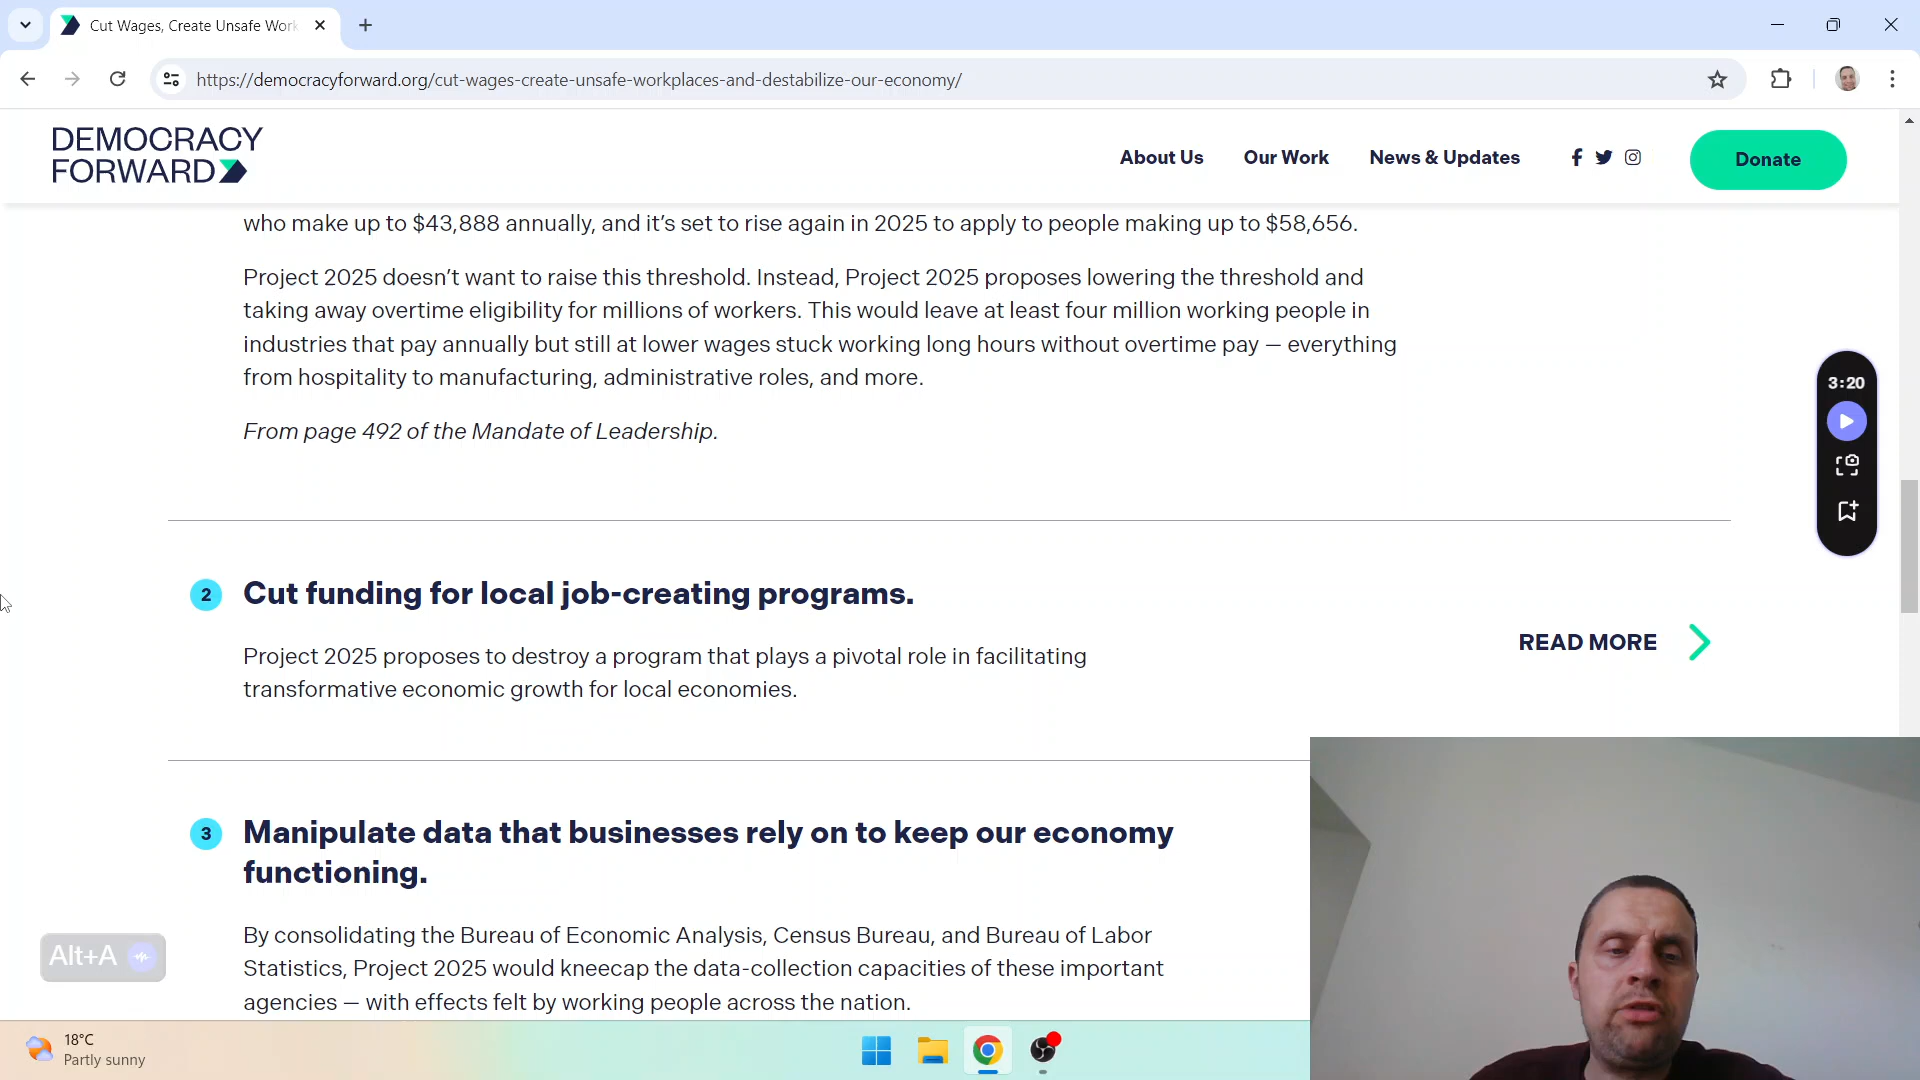 Cut Wages, Create Unsafe Work
https://democracyforward.org/cut-wages-create-unsafe-workplaces-and-destabilize-our-economy/
DEMOCRACY
FORWARD
About Us
Our Work
News & Updates
Donate
who make up to $43,888 annually, and it’s set to rise again in 2025 to apply to people making up to $58,656.
Project 2025 doesn’t want to raise this threshold. Instead, Project 2025 proposes lowering the threshold and
taking away overtime eligibility for millions of workers. This would leave at least four million working people in
industries that pay annually but still at lower wages stuck working long hours without overtime pay — everything
from hospitality to manufacturing, administrative roles, and more.
From page 492 of the Mandate of Leadership.
3:20
2
Cut funding for local job-creating programs.
Project 2025 proposes to destroy a program that plays a pivotal role in facilitating
transformative economic growth for local economies.
READ MORE
3
Manipulate data that businesses rely on to keep our economy
functioning.
By consolidating the Bureau of Economic Analysis, Census Bureau, and Bureau of Labor
Statistics, Project 2025 would kneecap the data-collection capacities of these important
agencies — with effects felt by working people across the nation.
Alt+A
18°C
Partly sunny